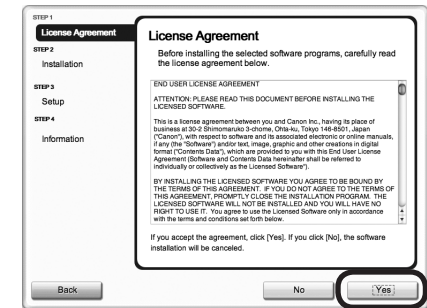 STEP 1
License Agreement
STEP 2
Installation
STEP 3
Setup
STEP 4
Information
License Agreement
Before installing the selected software programs, carefully read
the license agreement below.
END USER LICENSE AGREEMENT
ATTENTION: PLEASE READ THIS DOCUMENT BEFORE INSTALLING THE
LICENSED SOFTWARE.
This is a license agreement between you and Canon Inc., having its place of
business at 30-2 Shimomaruko 3-chome, Ohta-ku, Tokyo 146-8501, Japan
("Canon"), with respect to software and its associated electronic or online manuals,
if any (the "Software") and/or text, image, graphic and other creations in digital
format ("Contents Data"), which are provided to you with this End User License
Agreement (Software and Contents Data hereinafter shall be referred to
individually or collectively as the Licensed Software").
BY INSTALLING THE LICENSED SOFTWARE YOU AGREE TO BE BOUND BY
THE TERMS OF THIS AGREEMENT. IF YOU DO NOT AGREE TO THE TERMS OF
THIS AGREEMENT, PROMPTLY CLOSE THE INSTALLATION PROGRAM. THE
LICENSED SOFTWARE WILL NOT BE INSTALLED AND YOU WILL HAVE NO
RIGHT TO USE IT. You agree to use the Licensed Software only in accordance
with the terms and conditions set forth below.
If you accept the agreement, click [Yes]. If you click [No], the software
installation will be canceled.
Back
No
Yes